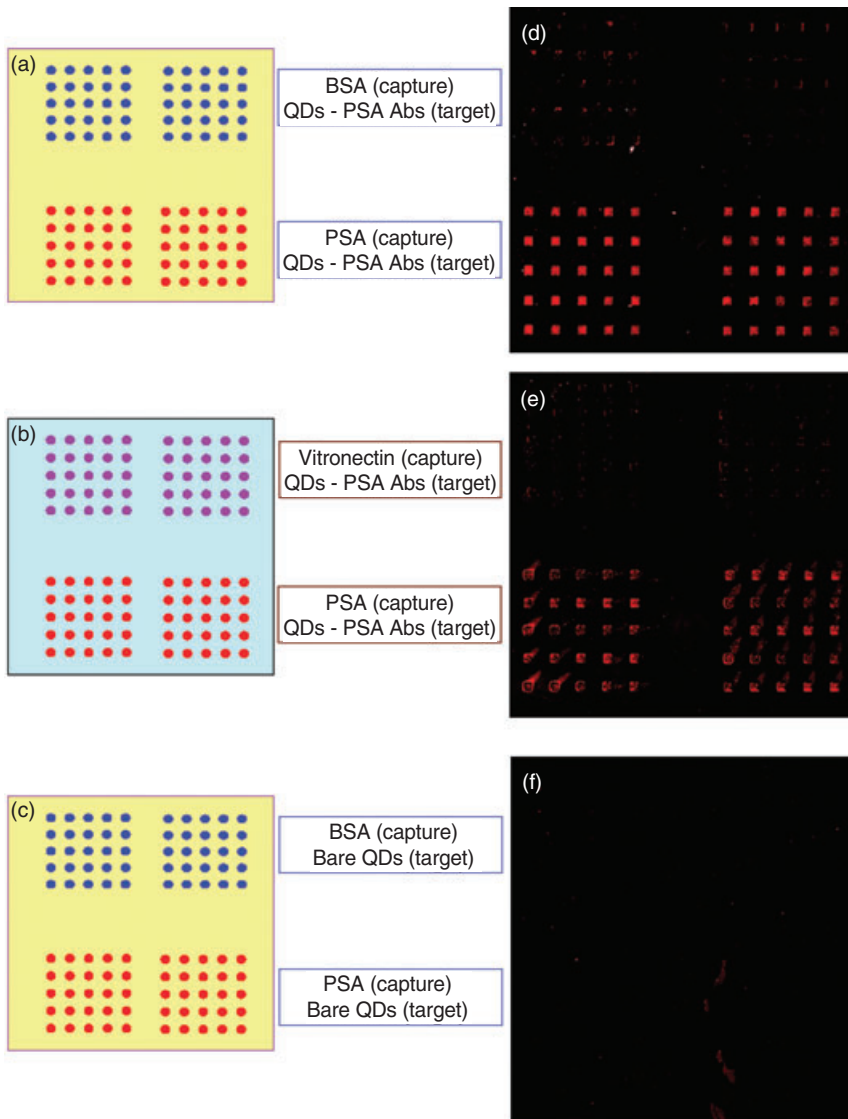 (a)
BSA (capture)
QDs - PSA Abs (target)
PSA (capture)
QDs - PSA Abs (target)
(d)
(b)
Vitronectin (capture)
QDs - PSA Abs (target)
PSA (capture)
QDs - PSA Abs (target)
(e)
(c)
BSA (capture)
Bare QDs (target)
PSA (capture)
Bare QDs (target)
(f)